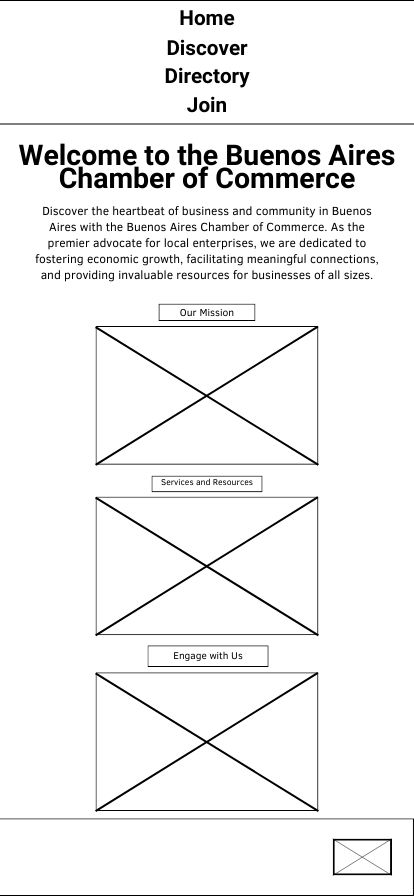 Home
Discover
Directory
Join
Welcome to the Buenos Aires
Chamber of Commerce
Discover the heartbeat of business and community in Buenos
Aires with the Buenos Aires Chamber of Commerce. As the
premier advocate for local enterprises, we are dedicated to
fostering economic growth, facilitating meaningful connections,
and providing invaluable resources for businesses of all sizes.
Our Mission
Services and Resources
Engage with Us